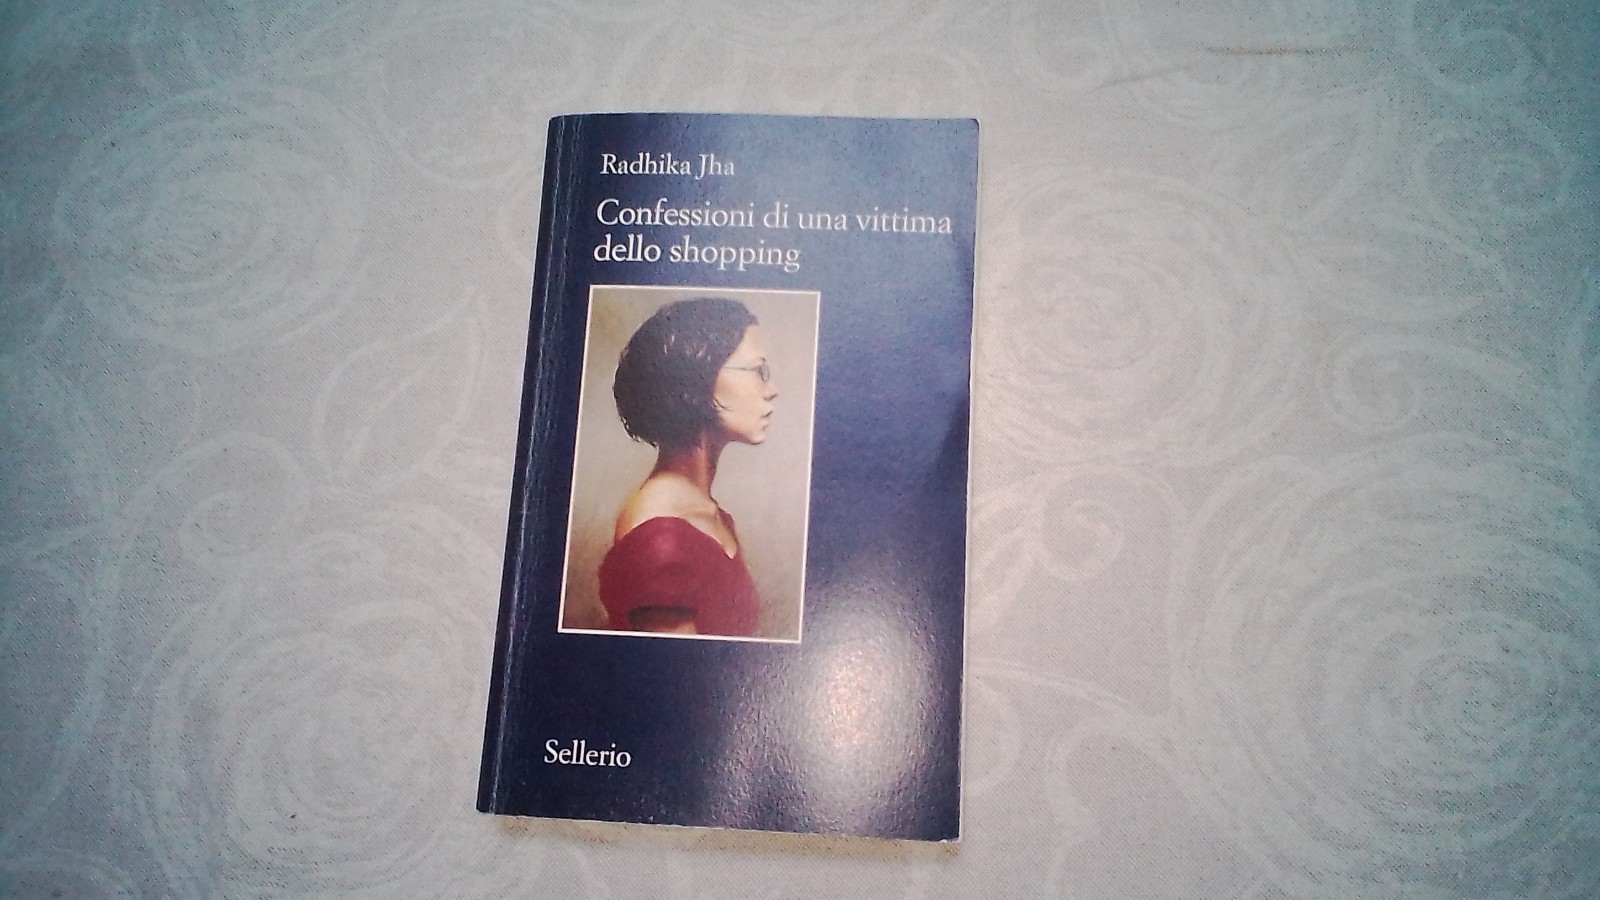 Radhika Jha
Confessioni di una vittima
dello shopping
Sellerio